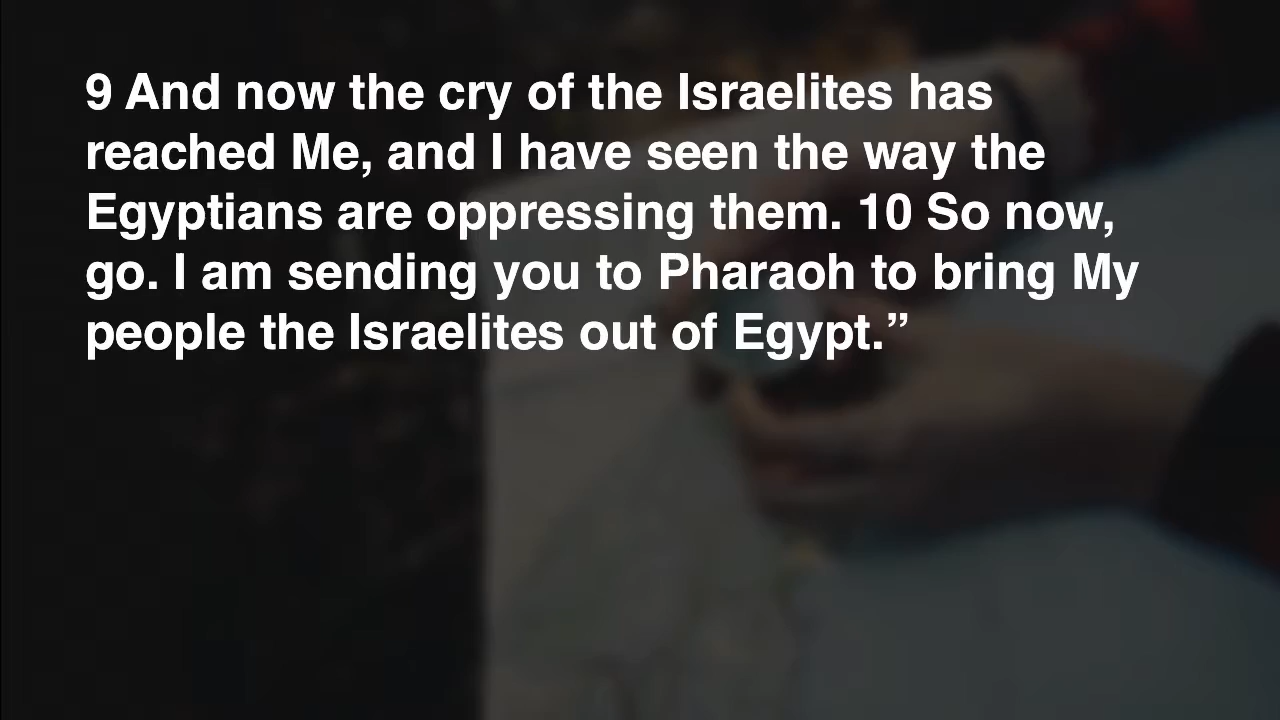 9 And now the cry of the Israelites has
reached Me, and I have seen the way the
Egyptians are oppressing them. 10 So now,
go. I am sending you to Pharaoh to bring My
people the Israelites out of Egypt.”